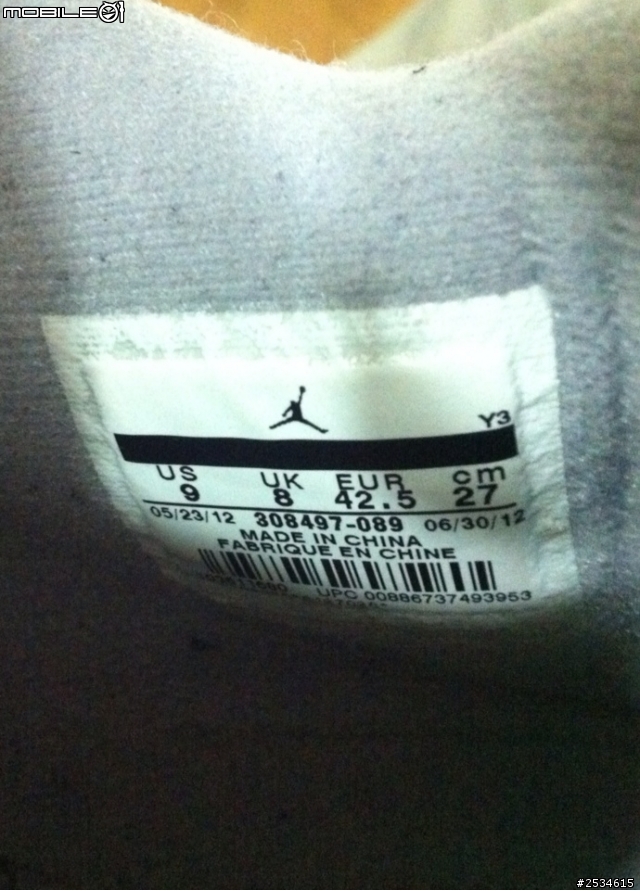 MOBILE01
Y3
US UK EUR cm
9 8 42.5 27
05/23/12 308497-089 06/30/12
MADE IN CHINA
FABRIQUE EN CHINE
UPC 00886737493953
#2534615